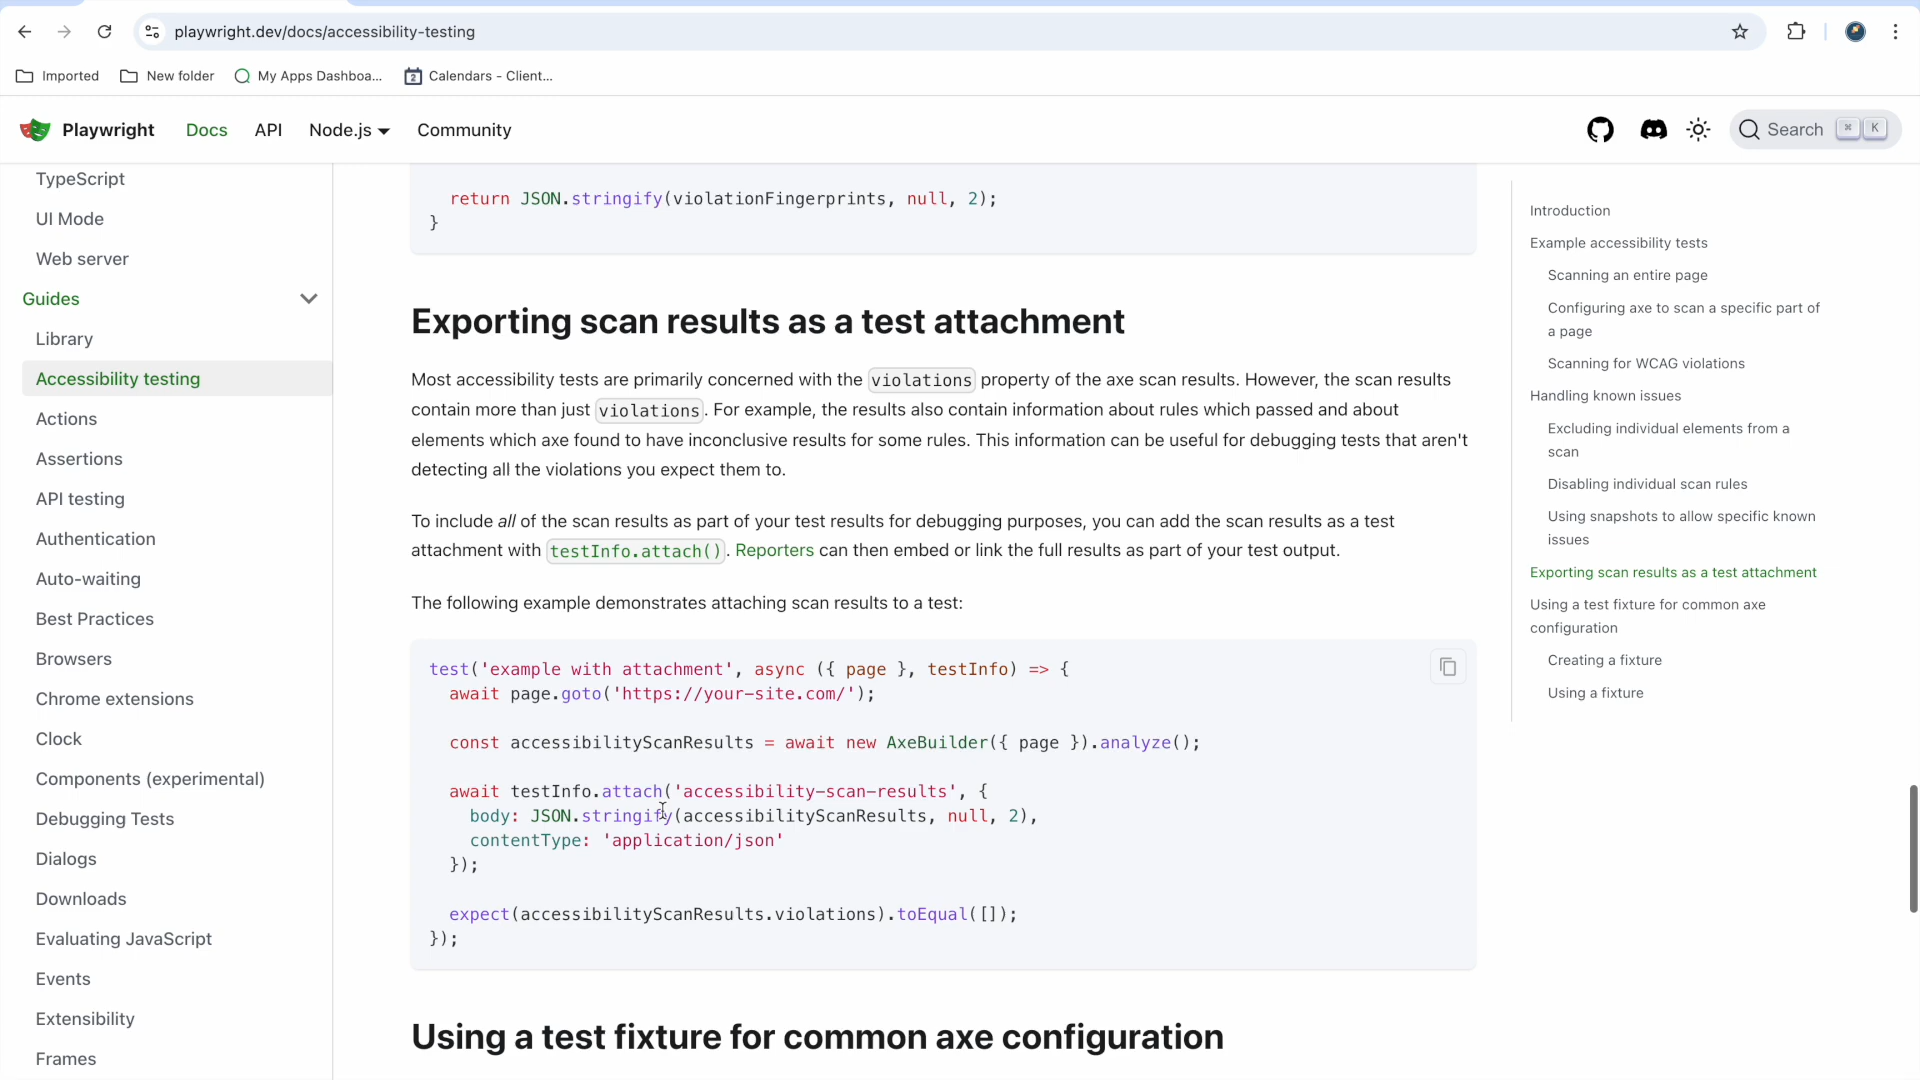 playwright.dev/docs/accessibility-testing
Imported
New folder
My Apps Dashboa...
2
Calendars - Client...
Playwright
Docs
API
Node.js
Community
Search
⌘
K
TypeScript
UI Mode
Web server
Guides
Library
Accessibility testing
Actions
Assertions
API testing
Authentication
Auto-waiting
Best Practices
Browsers
Chrome extensions
Clock
Components (experimental)
Debugging Tests
Dialogs
Downloads
Evaluating JavaScript
Events
Extensibility
Frames
return JSON.stringify(violationFingerprints, null, 2);
}
Exporting scan results as a test attachment
Most accessibility tests are primarily concerned with the violations property of the axe scan results. However, the scan results
contain more than just violations. For example, the results also contain information about rules which passed and about
elements which axe found to have inconclusive results for some rules. This information can be useful for debugging tests that aren't
detecting all the violations you expect them to.
To include all of the scan results as part of your test results for debugging purposes, you can add the scan results as a test
attachment with testInfo.attach(). Reporters can then embed or link the full results as part of your test output.
The following example demonstrates attaching scan results to a test:
test('example with attachment', async ({ page }, testInfo) => {
await page.goto('https://your-site.com/');
const accessibilityScanResults = await new AxeBuilder({ page }).analyze();
await testInfo.attach('accessibility-scan-results', {
body: JSON.stringify(accessibilityScanResults, null, 2),
contentType: 'application/json'
});
expect(accessibilityScanResults.violations).toEqual([]);
});
Using a test fixture for common axe configuration
Introduction
Example accessibility tests
Scanning an entire page
Configuring axe to scan a specific part of
a page
Scanning for WCAG violations
Handling known issues
Excluding individual elements from a
scan
Disabling individual scan rules
Using snapshots to allow specific known
issues
Exporting scan results as a test attachment
Using a test fixture for common axe
configuration
Creating a fixture
Using a fixture